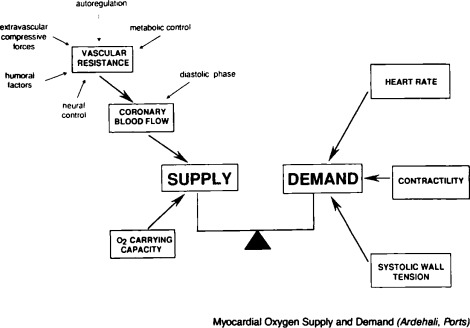 autoregulation
extravascular
compressive
forces
metabolic control
VASCULAR
RESISTANCE
humoral
factors
neural
control
diastolic phase
CORONARY
BLOOD FLOW
HEART RATE
SUPPLY
DEMAND
CONTRACTILITY
O2 CARRYING
CAPACITY
SYSTOLIC WALL
TENSION
Myocardial Oxygen Supply and Demand (Ardehali, Ports)